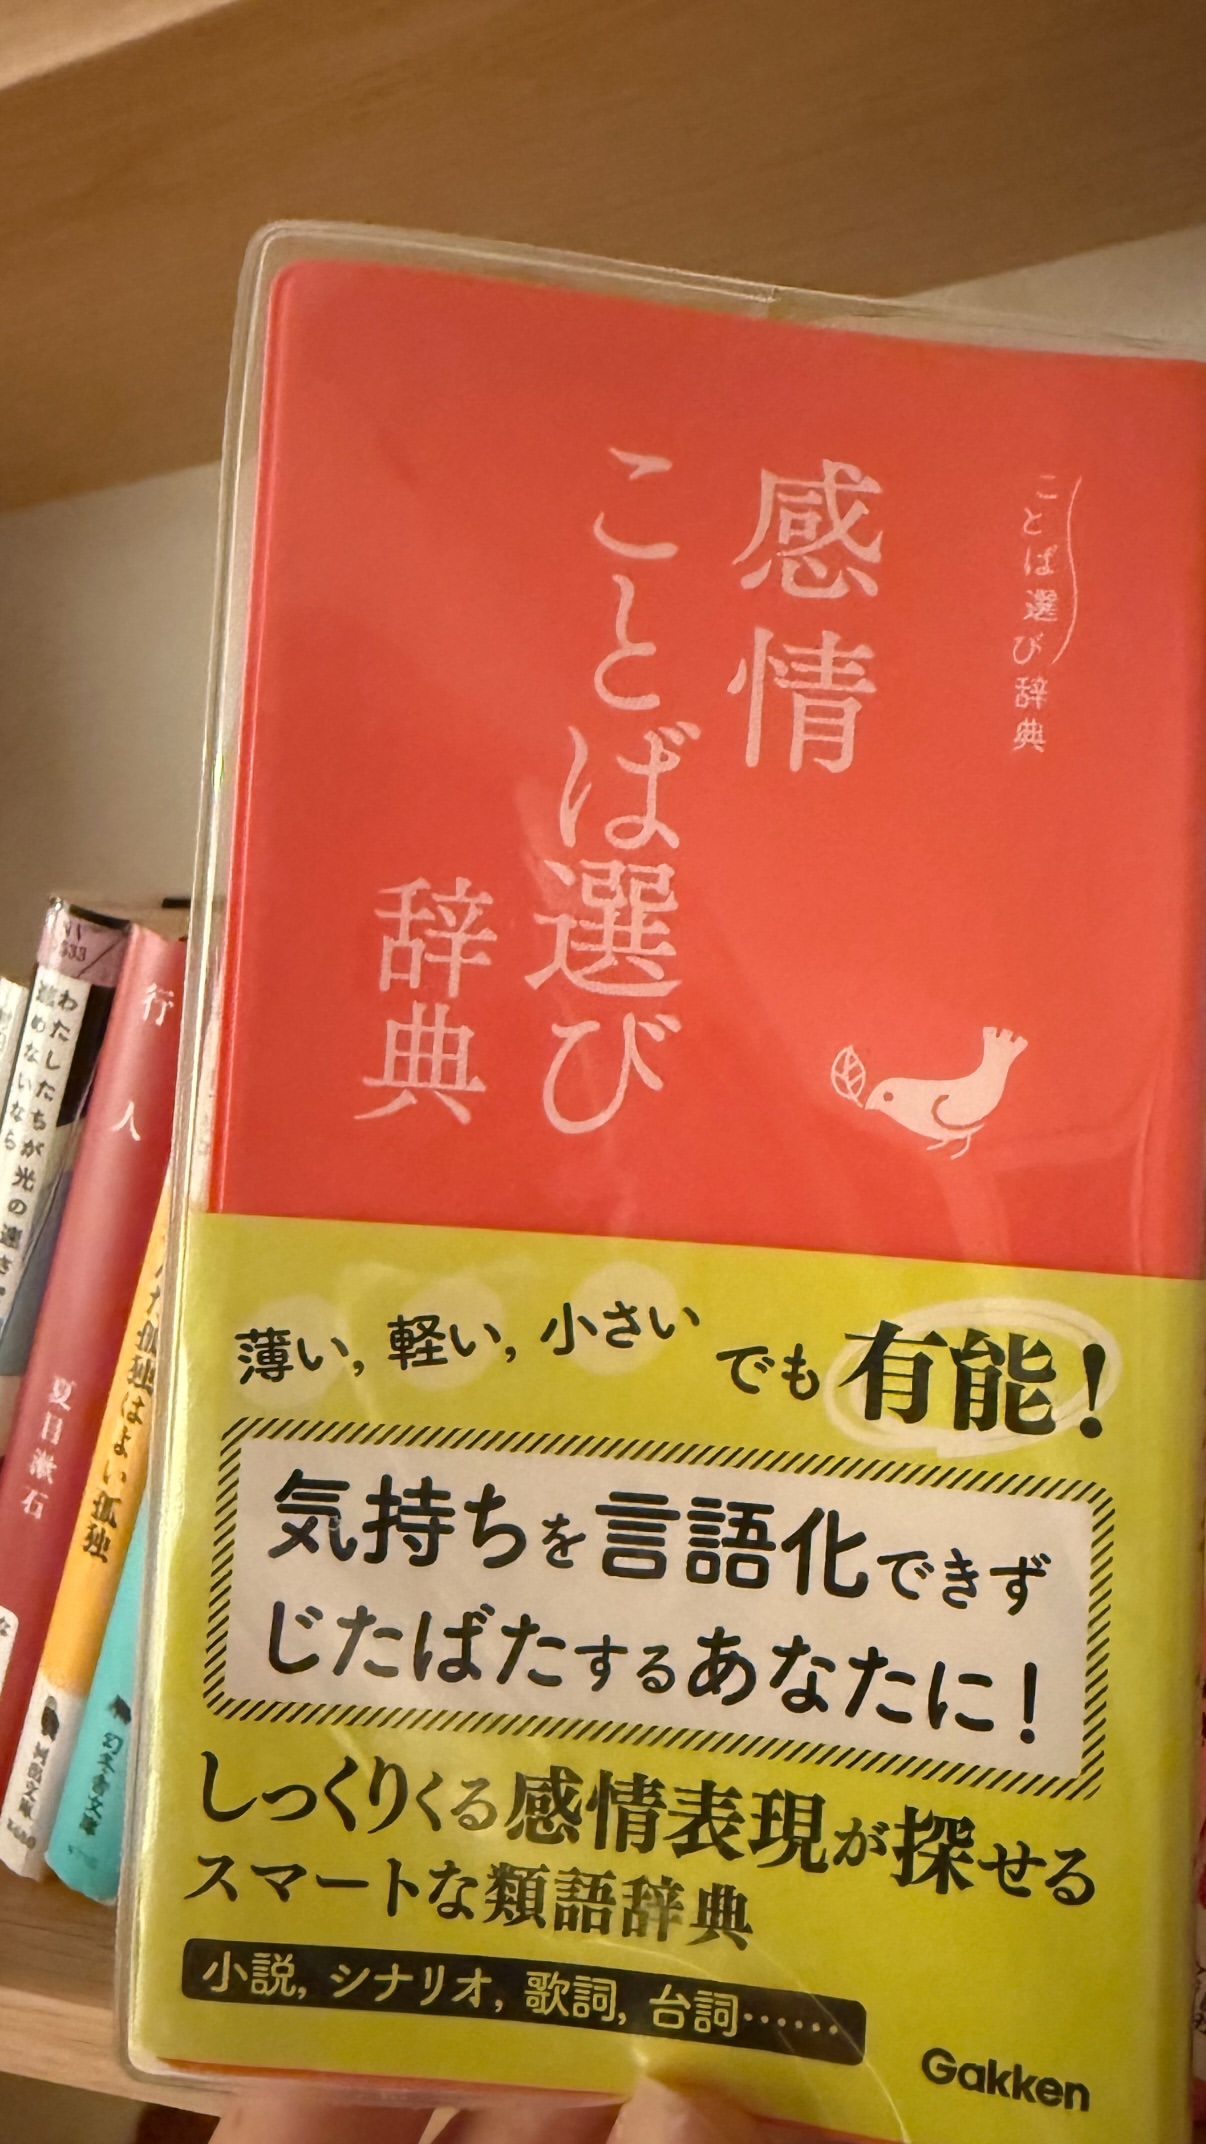 ことば選び辞典
感情
ことば選び
辞典
薄い, 軽い, 小さい でも 有能!
気持ちを言語化できず
じたばたするあなたに!
しっくりくる感情表現が探せる
スマートな類語辞典
小説, シナリオ, 歌詞, 台詞……
Gakken
わたしたちが光の速さで
進めないなら
行人
夏目漱石
孤独はよい孤独
河出文庫
幻冬舎文庫